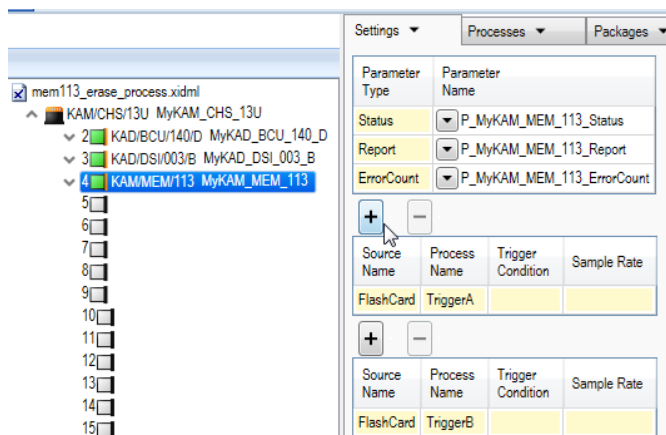 Settings Processes Packages
mem113_erase_process.xidml
KAM/CHS/13U MyKAM_CHS_13U
2 KAD/BCU/140/D MyKAD_BCU_140_D
3 KAD/DSI/003/B MyKAD_DSI_003_B
4 KAM/MEM/113 MyKAM_MEM_113
5
6
7
8
9
10
11
12
13
14
15
Parameter Type Parameter Name
Status P_MyKAM_MEM_113_Status
Report P_MyKAM_MEM_113_Report
ErrorCount P_MyKAM_MEM_113_ErrorCount
+ −
Source Name Process Name Trigger Condition Sample Rate
FlashCard TriggerA
+ −
Source Name Process Name Trigger Condition Sample Rate
FlashCard TriggerB